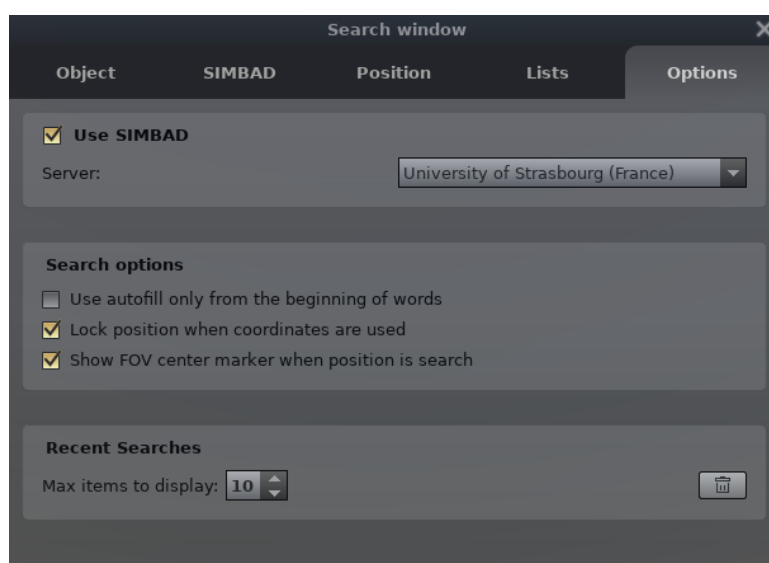 Search window
Object SIMBAD Position Lists Options
Use SIMBAD
Server: University of Strasbourg (France)
Search options
Use autofill only from the beginning of words
Lock position when coordinates are used
Show FOV center marker when position is search
Recent Searches
Max items to display: 10